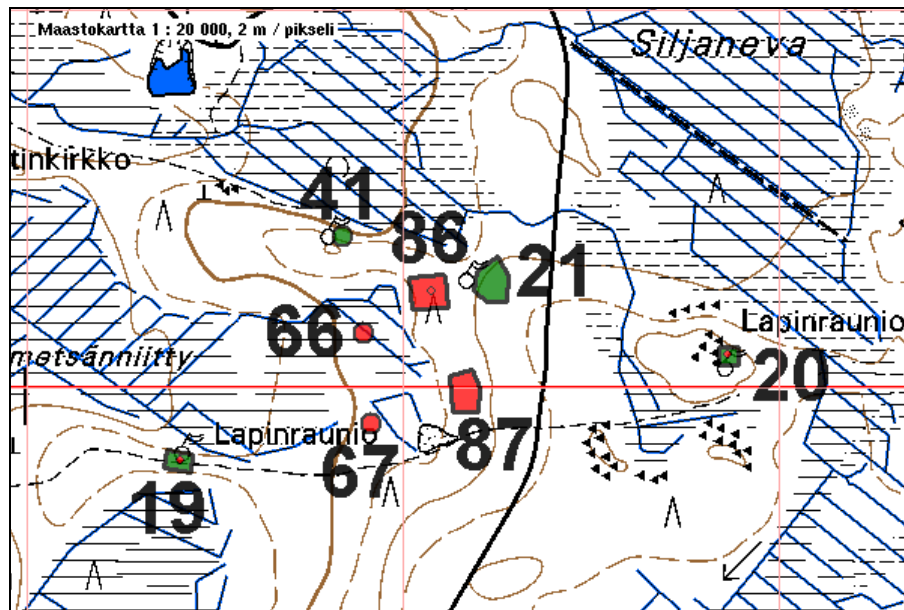 Maastokartta 1 : 20 000, 2 m / pikseli
Siljaneva
tinkirkko
41
86
21
66
Lapinraunio
metsänniitty
20
Lapinraunio
87
67
19